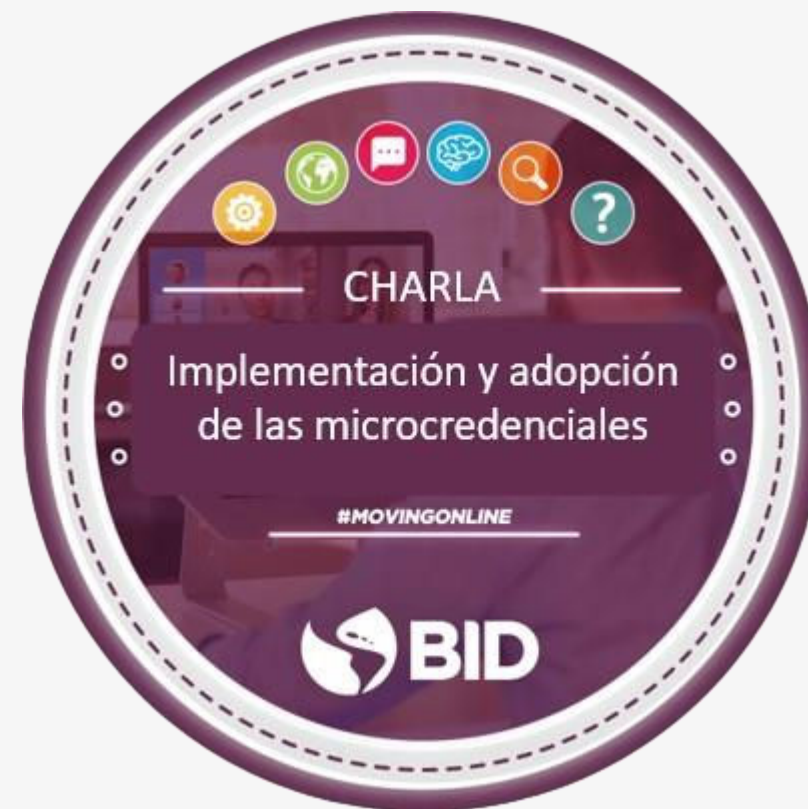 ?
CHARLA
Implementación y adopción
de las microcredenciales
#MOVINGONLINE
BID